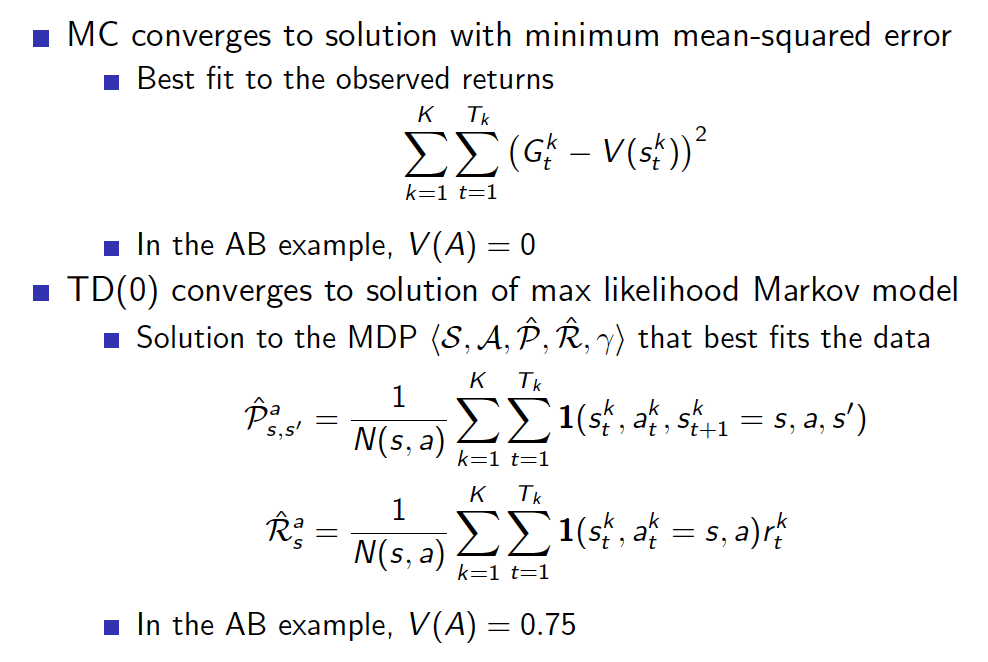 MC converges to solution with minimum mean-squared error
Best fit to the observed returns
$$\sum_{k=1}^{K} \sum_{t=1}^{T_k} \left( G_t^k - V(s_t^k) \right)^2$$
In the AB example, $V(A) = 0$
TD(0) converges to solution of max likelihood Markov model
Solution to the MDP $\langle \mathcal{S}, \mathcal{A}, \hat{\mathcal{P}}, \hat{\mathcal{R}}, \gamma \rangle$ that best fits the data
$$\hat{\mathcal{P}}_{s,s'}^{a} = \frac{1}{N(s,a)} \sum_{k=1}^{K} \sum_{t=1}^{T_k} \mathbf{1}(s_t^k, a_t^k, s_{t+1}^k = s, a, s')$$
$$\hat{\mathcal{R}}_{s}^{a} = \frac{1}{N(s,a)} \sum_{k=1}^{K} \sum_{t=1}^{T_k} \mathbf{1}(s_t^k, a_t^k = s, a) r_t^k$$
In the AB example, $V(A) = 0.75$